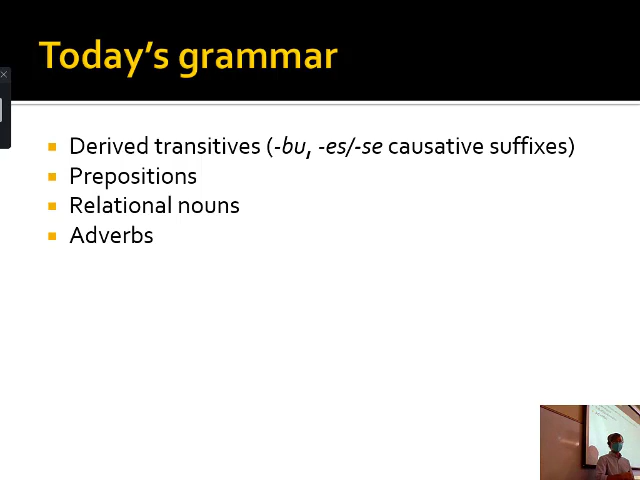 Today's grammar
Derived transitives (-bu, -es/-se causative suffixes)
Prepositions
Relational nouns
Adverbs